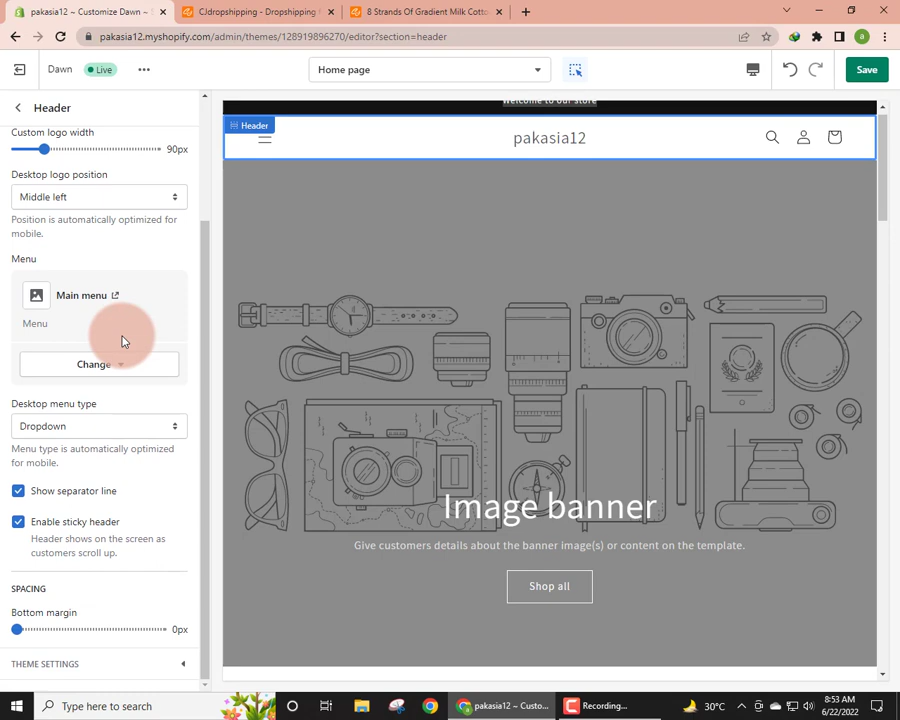 pakasia12 ~ Customize Dawn ~ S
CJdropshipping - Dropshipping f
8 Strands Of Gradient Milk Cotto
pakasia12.myshopify.com/admin/themes/128919896270/editor?section=header
a
Dawn
Live
Home page
Save
Header
Custom logo width
90px
Desktop logo position
Middle left
Position is automatically optimized for
mobile.
Menu
Main menu
Menu
Change
Desktop menu type
Dropdown
Menu type is automatically optimized
for mobile.
Show separator line
Enable sticky header
Header shows on the screen as
customers scroll up.
SPACING
Bottom margin
0px
THEME SETTINGS
Welcome to our store
Header
pakasia12
Image banner
Give customers details about the banner image(s) or content on the template.
Shop all
Type here to search
pakasia12 ~ Custo...
Recording...
30°C
8:53 AM
6/22/2022